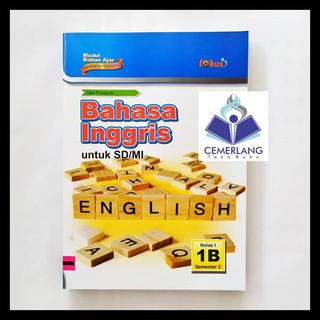 Modul
Bahan Ajar
fokus
Bahasa
Inggris
untuk SD/MI
ENGLISH
Kelas I
1B
Semester 2
CEMERLANG
Toko Buku